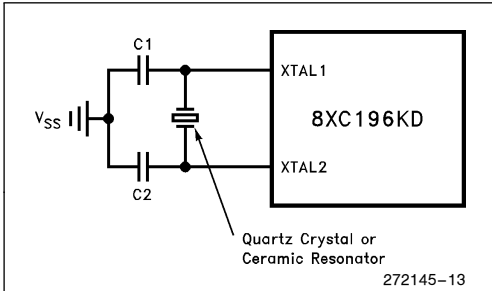 C1
XTAL1
V_SS
8XC196KD
XTAL2
C2
Quartz Crystal or
Ceramic Resonator
272145-13